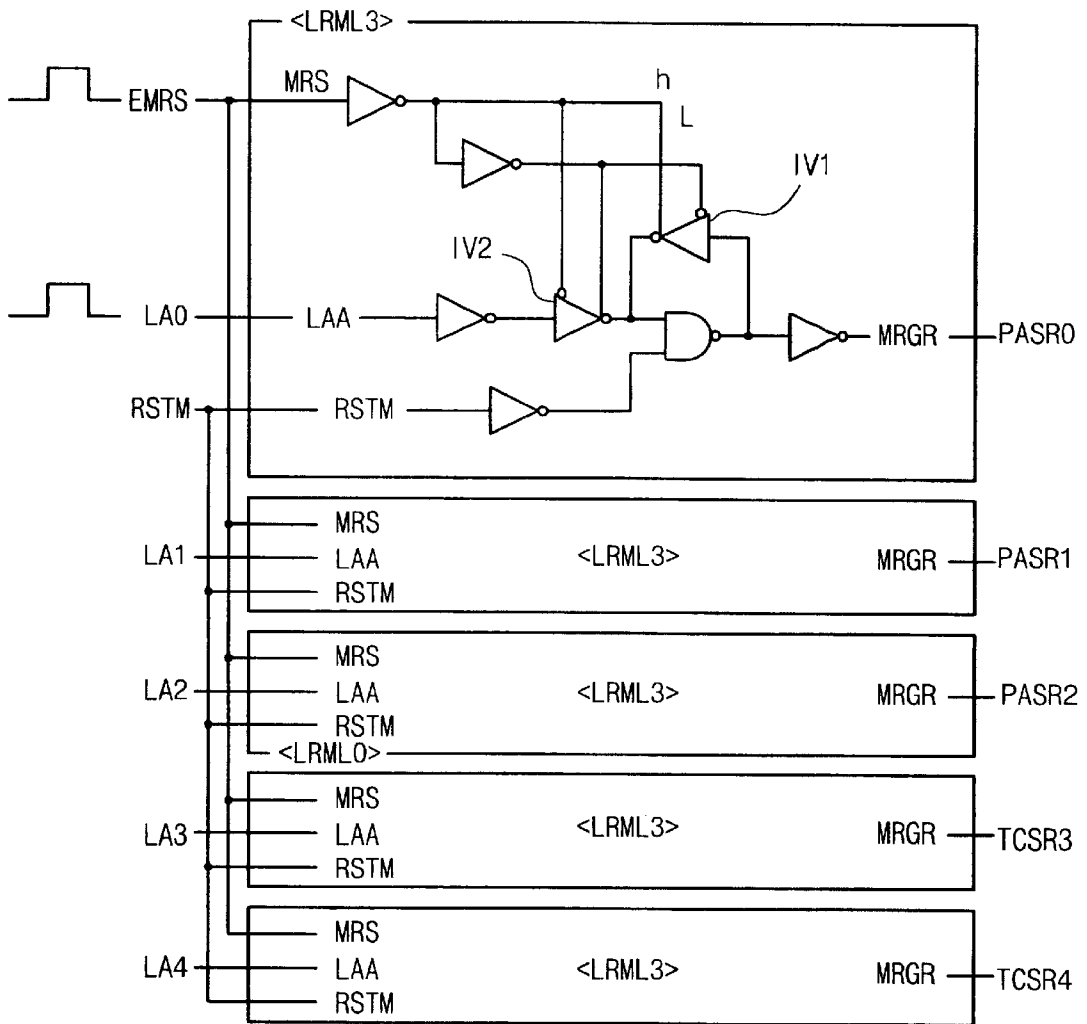 <LRML3>
EMRS
MRS
h
L
IV1
IV2
LA0
LAA
MRGR
PASR0
RSTM
RSTM
MRS
LA1
LAA
<LRML3>
MRGR
PASR1
RSTM
MRS
LA2
LAA
<LRML3>
MRGR
PASR2
RSTM
<LRML0>
MRS
LA3
LAA
<LRML3>
MRGR
TCSR3
RSTM
MRS
LA4
LAA
<LRML3>
MRGR
TCSR4
RSTM